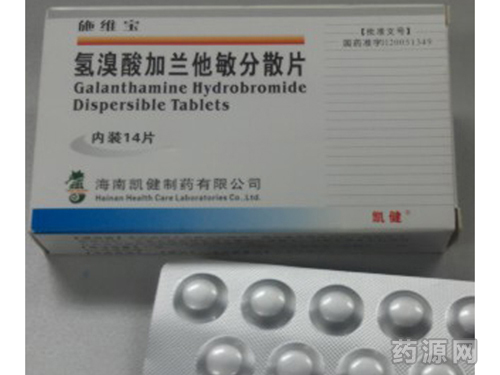 施维宝
【批准文号】
国药准字H20051349
氢溴酸加兰他敏分散片
Galanthamine Hydrobromide
Dispersible Tablets
内装14片
海南凯健制药有限公司
Hainan Health Care Laboratories Co.,Ltd.
凯健®
药源网